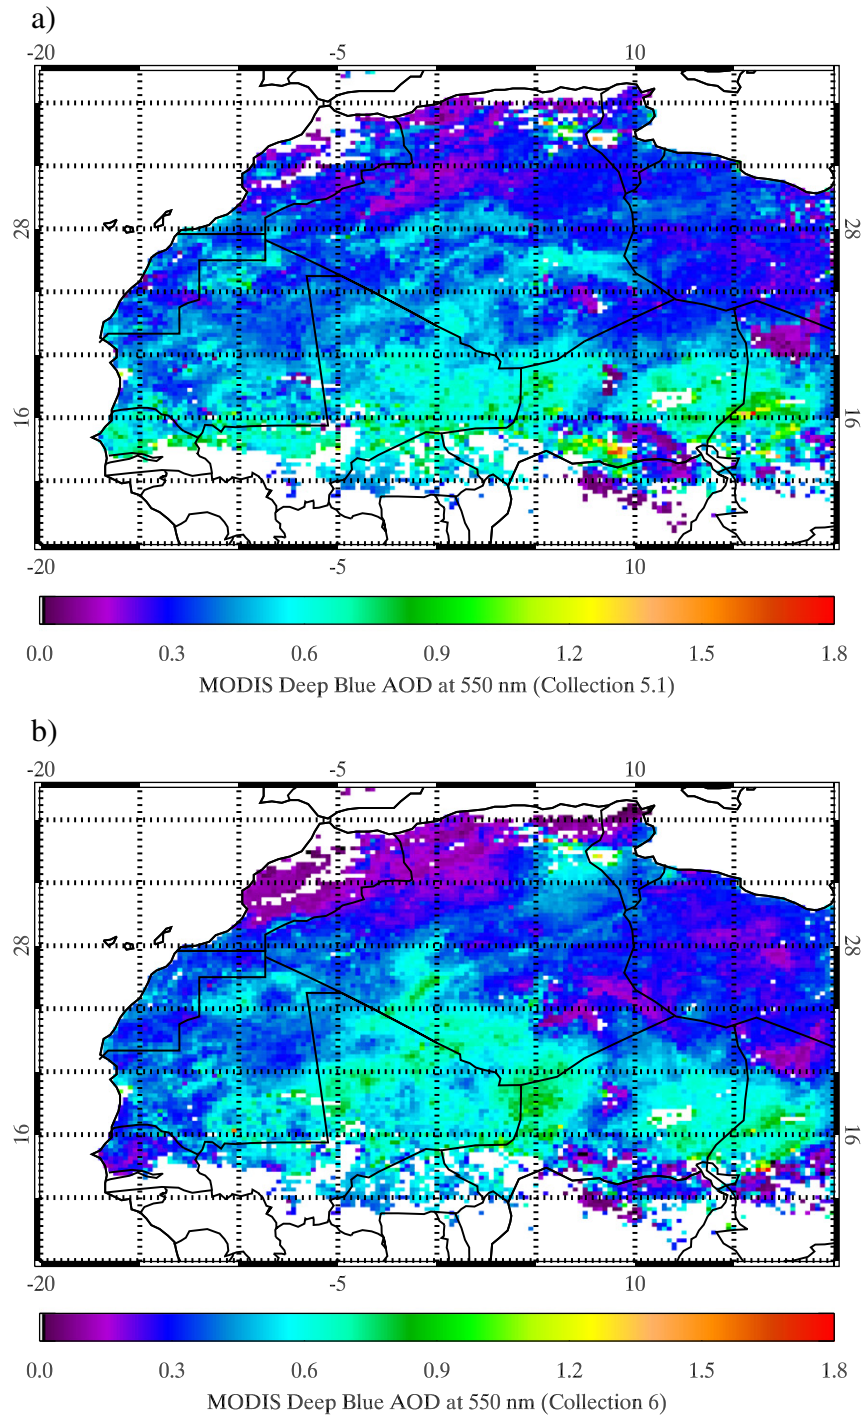 a)
-20 -5 10
28 28
16 16
-20 -5 10
0.0 0.3 0.6 0.9 1.2 1.5 1.8
MODIS Deep Blue AOD at 550 nm (Collection 5.1)
b)
-20 -5 10
28 28
16 16
-20 -5 10
0.0 0.3 0.6 0.9 1.2 1.5 1.8
MODIS Deep Blue AOD at 550 nm (Collection 6)